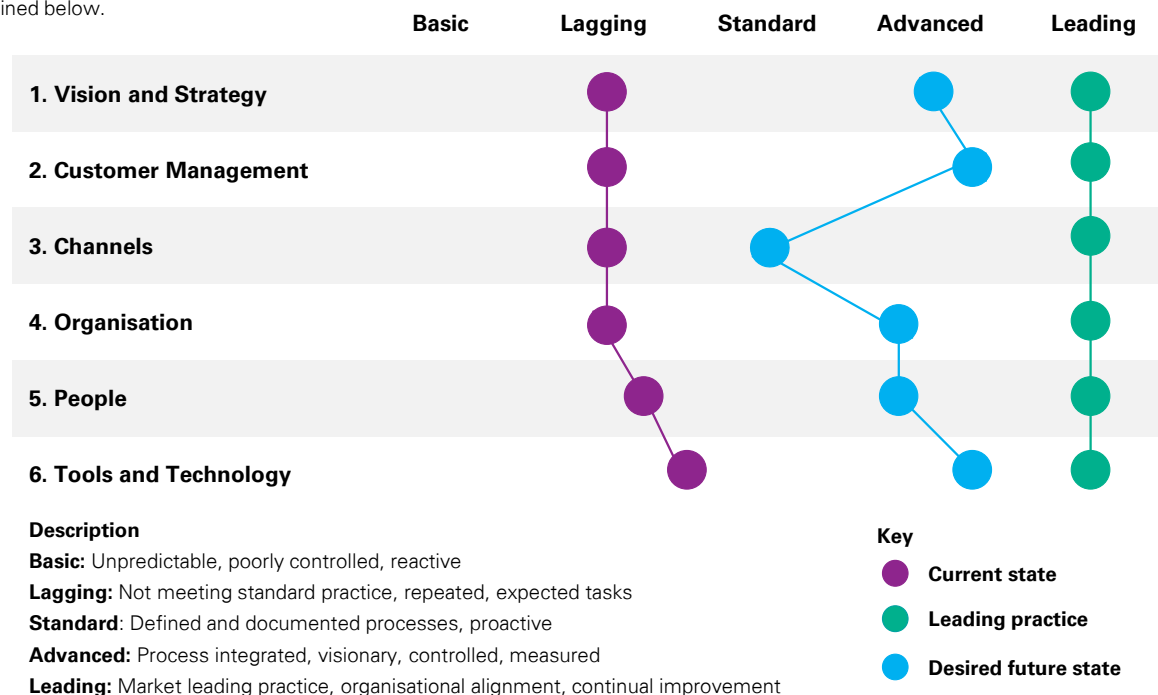 ined below.
Basic Lagging Standard Advanced Leading
1. Vision and Strategy
2. Customer Management
3. Channels
4. Organisation
5. People
6. Tools and Technology
Description
Basic: Unpredictable, poorly controlled, reactive
Lagging: Not meeting standard practice, repeated, expected tasks
Standard: Defined and documented processes, proactive
Advanced: Process integrated, visionary, controlled, measured
Leading: Market leading practice, organisational alignment, continual improvement
Key
Current state
Leading practice
Desired future state